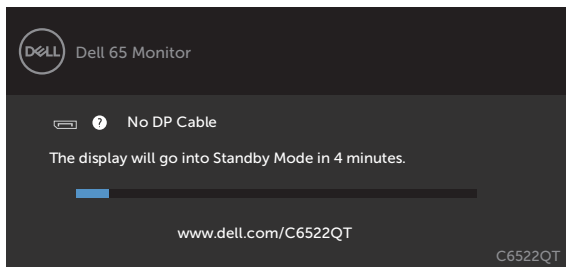 DELL
Dell 65 Monitor
? No DP Cable
The display will go into Standby Mode in 4 minutes.
www.dell.com/C6522QT
C6522QT